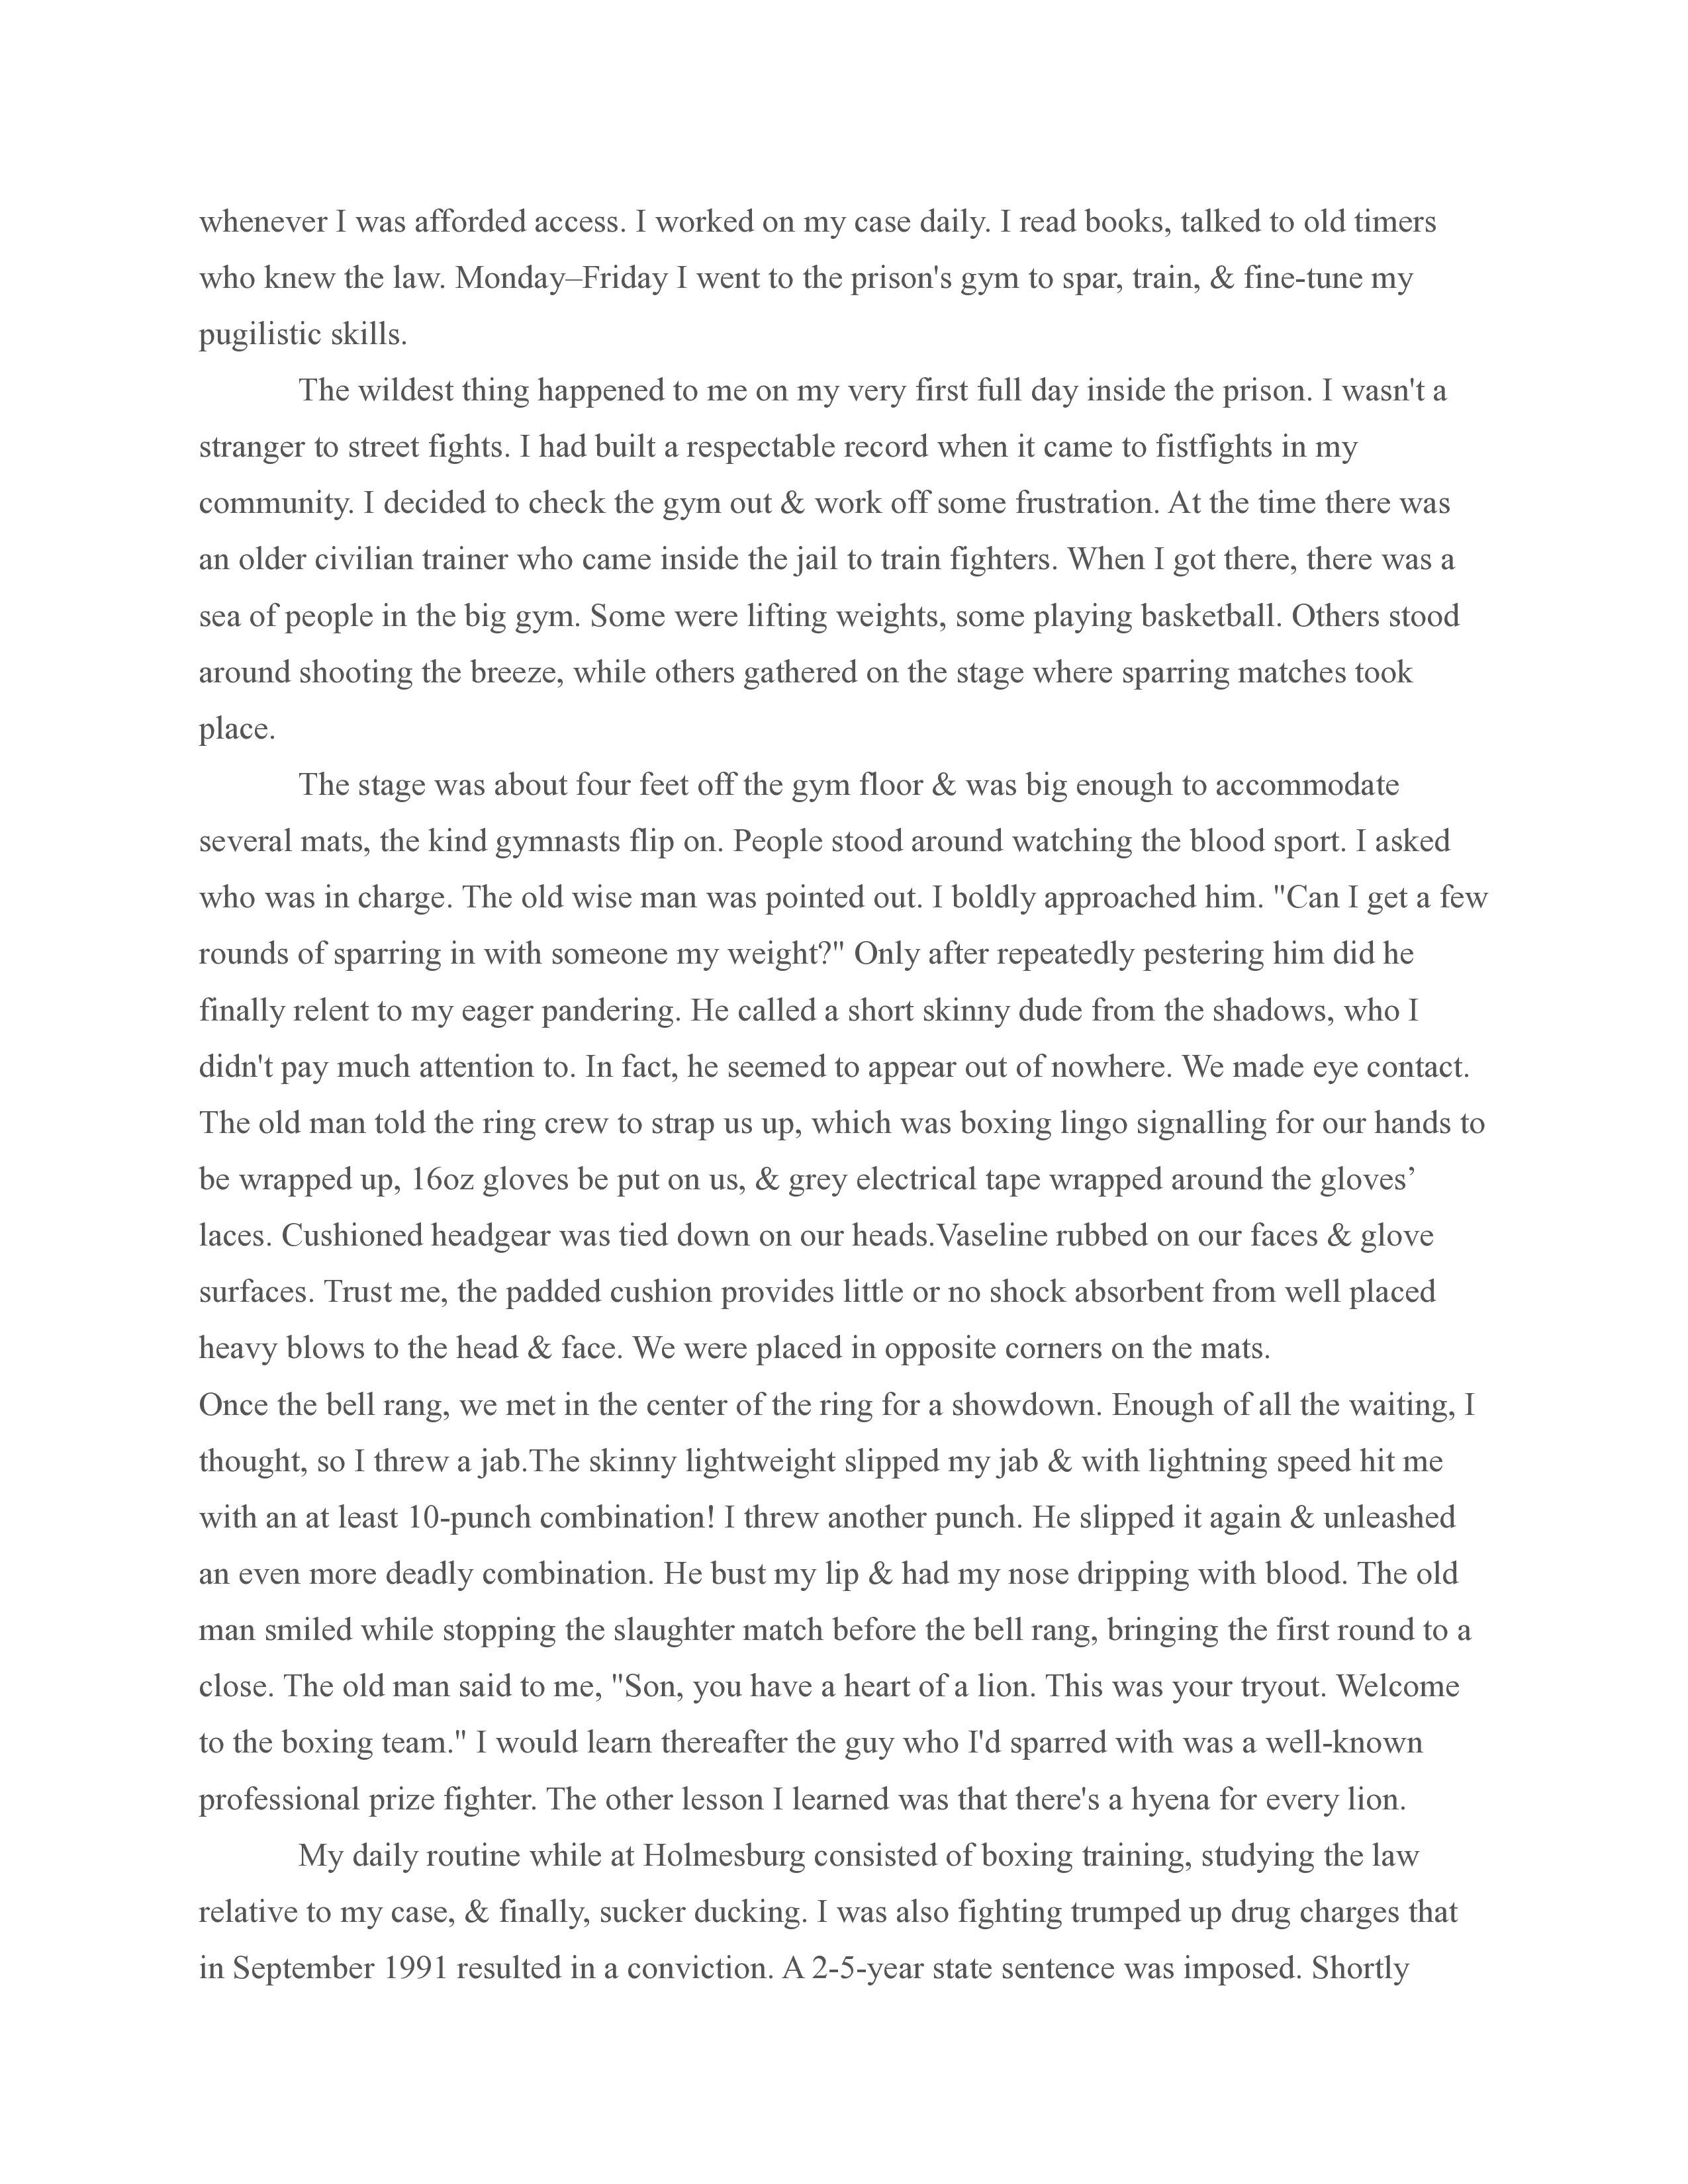 whenever I was afforded access. I worked on my case daily. I read books, talked to old timers
who knew the law. Monday–Friday I went to the prison's gym to spar, train, & fine-tune my
pugilistic skills.
The wildest thing happened to me on my very first full day inside the prison. I wasn't a
stranger to street fights. I had built a respectable record when it came to fistfights in my
community. I decided to check the gym out & work off some frustration. At the time there was
an older civilian trainer who came inside the jail to train fighters. When I got there, there was a
sea of people in the big gym. Some were lifting weights, some playing basketball. Others stood
around shooting the breeze, while others gathered on the stage where sparring matches took
place.
The stage was about four feet off the gym floor & was big enough to accommodate
several mats, the kind gymnasts flip on. People stood around watching the blood sport. I asked
who was in charge. The old wise man was pointed out. I boldly approached him. "Can I get a few
rounds of sparring in with someone my weight?" Only after repeatedly pestering him did he
finally relent to my eager pandering. He called a short skinny dude from the shadows, who I
didn't pay much attention to. In fact, he seemed to appear out of nowhere. We made eye contact.
The old man told the ring crew to strap us up, which was boxing lingo signalling for our hands to
be wrapped up, 16oz gloves be put on us, & grey electrical tape wrapped around the gloves’
laces. Cushioned headgear was tied down on our heads.Vaseline rubbed on our faces & glove
surfaces. Trust me, the padded cushion provides little or no shock absorbent from well placed
heavy blows to the head & face. We were placed in opposite corners on the mats.
Once the bell rang, we met in the center of the ring for a showdown. Enough of all the waiting, I
thought, so I threw a jab.The skinny lightweight slipped my jab & with lightning speed hit me
with an at least 10-punch combination! I threw another punch. He slipped it again & unleashed
an even more deadly combination. He bust my lip & had my nose dripping with blood. The old
man smiled while stopping the slaughter match before the bell rang, bringing the first round to a
close. The old man said to me, "Son, you have a heart of a lion. This was your tryout. Welcome
to the boxing team." I would learn thereafter the guy who I'd sparred with was a well-known
professional prize fighter. The other lesson I learned was that there's a hyena for every lion.
My daily routine while at Holmesburg consisted of boxing training, studying the law
relative to my case, & finally, sucker ducking. I was also fighting trumped up drug charges that
in September 1991 resulted in a conviction. A 2-5-year state sentence was imposed. Shortly